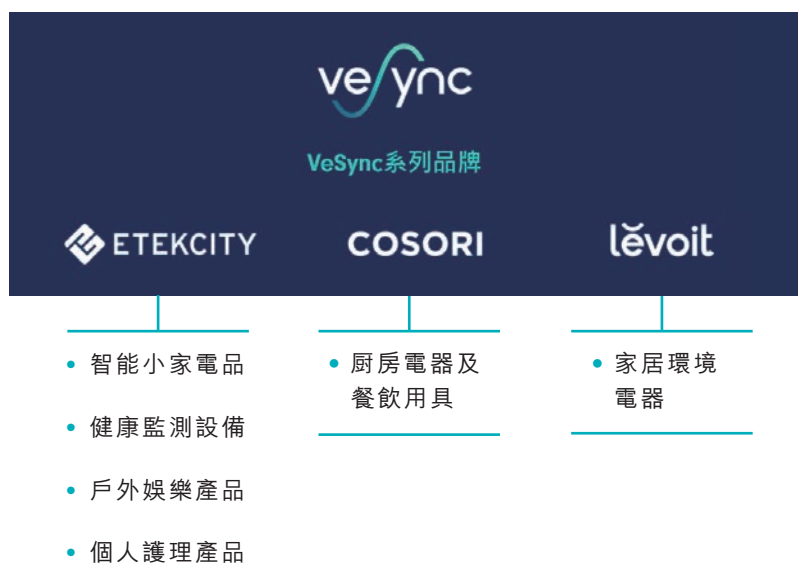 vesync
VeSync系列品牌
ETEKCITY
COSORI
lěvoit
• 智能小家電品
• 健康監測設備
• 戶外娛樂產品
• 個人護理產品
• 厨房電器及
餐飲用具
• 家居環境
電器